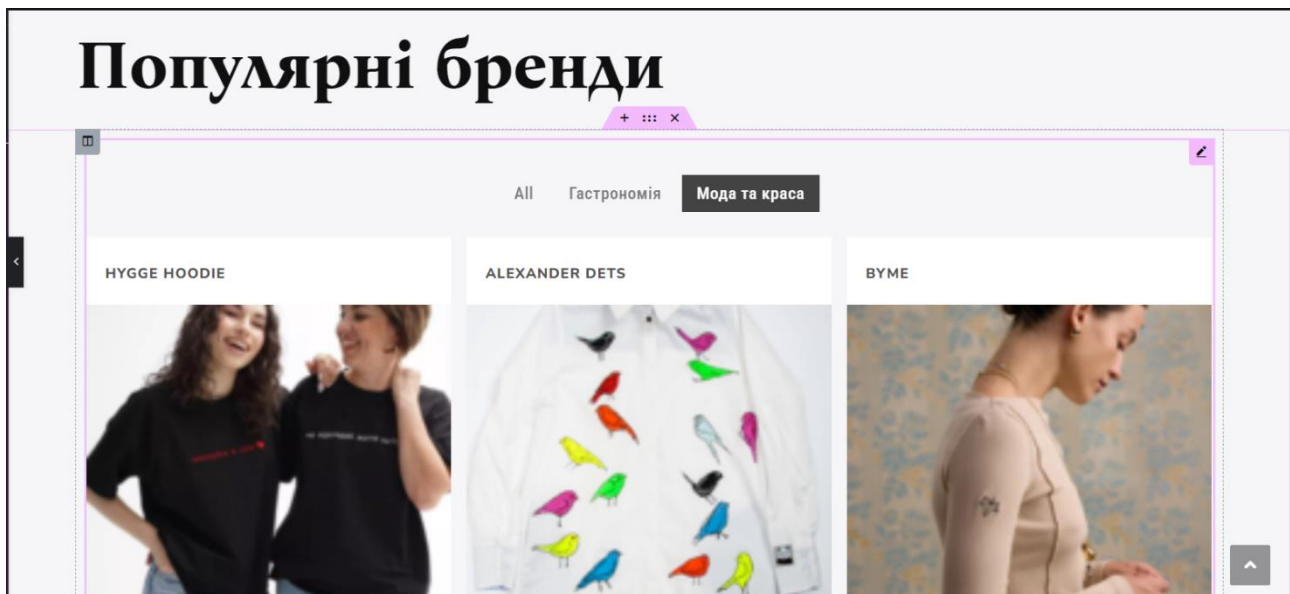 Популярні бренди
All Гастрономія Мода та краса
HYGGE HOODIE ALEXANDER DETS BYME